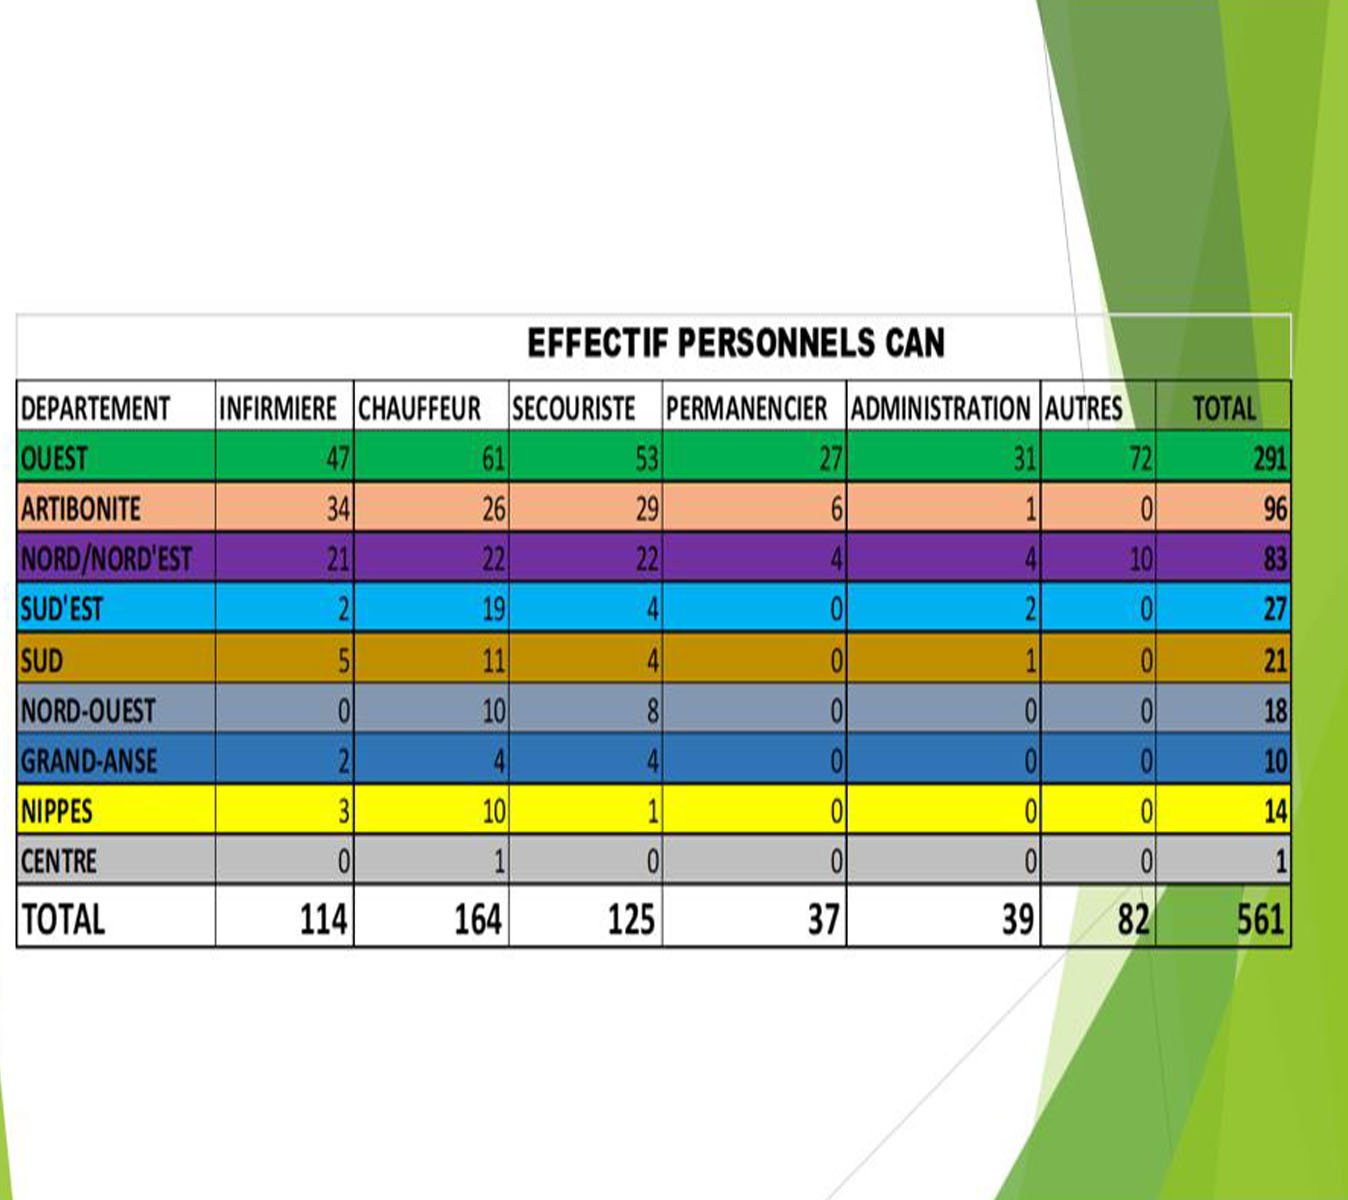 EFFECTIF PERSONNELS CAN
DEPARTEMENT INFIRMIERE CHAUFFEUR SECOURISTE PERMANENCIER ADMINISTRATION AUTRES TOTAL
OUEST 47 61 53 27 31 72 291
ARTIBONITE 34 26 29 6 1 0 96
NORD/NORD'EST 21 22 22 4 4 10 83
SUD'EST 2 19 4 0 2 0 27
SUD 5 11 4 0 1 0 21
NORD-OUEST 0 10 8 0 0 0 18
GRAND-ANSE 2 4 4 0 0 0 10
NIPPES 3 10 1 0 0 0 14
CENTRE 0 1 0 0 0 0 1
TOTAL 114 164 125 37 39 82 561